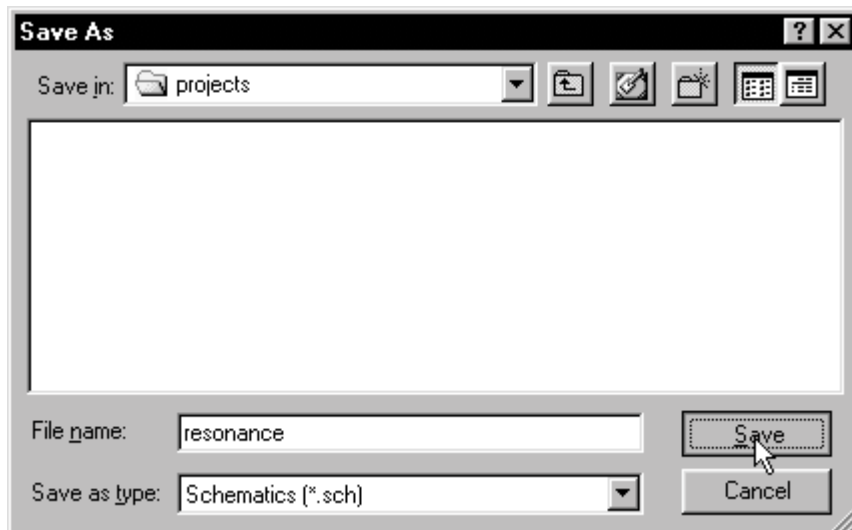 Save As
Save in: projects
File name: resonance Save
Save as type: Schematics (*.sch) Cancel